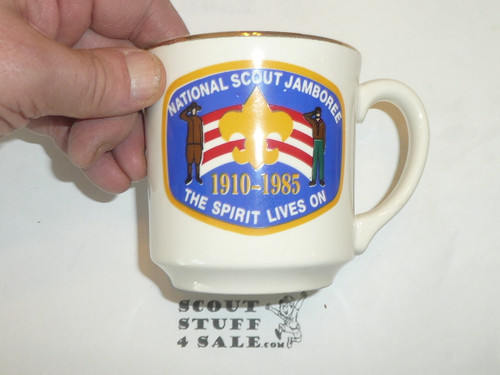 NATIONAL SCOUT JAMBOREE
1910-1985
THE SPIRIT LIVES ON
SCOUT
STUFF
4 SALE.com